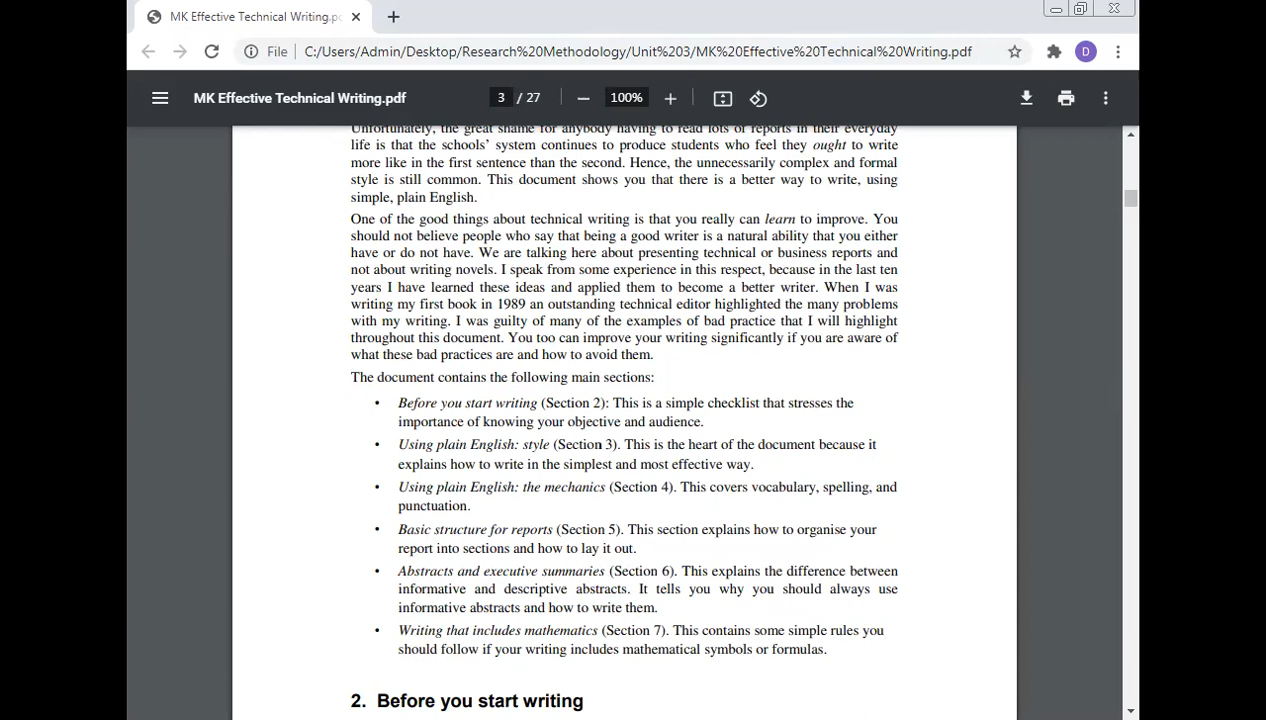 MK Effective Technical Writing.pc
File C:/Users/Admin/Desktop/Research%20Methodology/Unit%203/MK%20Effective%20Technical%20Writing.pdf D
MK Effective Technical Writing.pdf 3 / 27 100%
Unfortunately, the great shame for anybody having to read lots of reports in their everyday
life is that the schools' system continues to produce students who feel they ought to write
more like in the first sentence than the second. Hence, the unnecessarily complex and formal
style is still common. This document shows you that there is a better way to write, using
simple, plain English.
One of the good things about technical writing is that you really can learn to improve. You
should not believe people who say that being a good writer is a natural ability that you either
have or do not have. We are talking here about presenting technical or business reports and
not about writing novels. I speak from some experience in this respect, because in the last ten
years I have learned these ideas and applied them to become a better writer. When I was
writing my first book in 1989 an outstanding technical editor highlighted the many problems
with my writing. I was guilty of many of the examples of bad practice that I will highlight
throughout this document. You too can improve your writing significantly if you are aware of
what these bad practices are and how to avoid them.
The document contains the following main sections:
• Before you start writing (Section 2): This is a simple checklist that stresses the
importance of knowing your objective and audience.
• Using plain English: style (Section 3). This is the heart of the document because it
explains how to write in the simplest and most effective way.
• Using plain English: the mechanics (Section 4). This covers vocabulary, spelling, and
punctuation.
• Basic structure for reports (Section 5). This section explains how to organise your
report into sections and how to lay it out.
• Abstracts and executive summaries (Section 6). This explains the difference between
informative and descriptive abstracts. It tells you why you should always use
informative abstracts and how to write them.
• Writing that includes mathematics (Section 7). This contains some simple rules you
should follow if your writing includes mathematical symbols or formulas.
2. Before you start writing